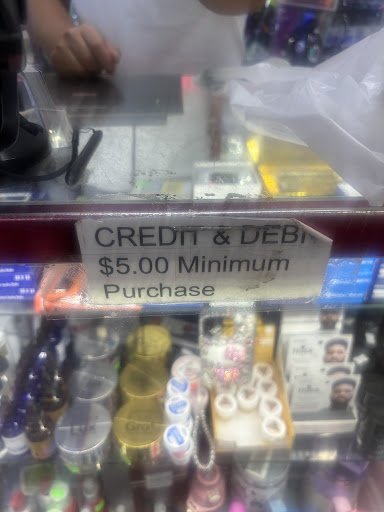 CREDIT & DEBI
$5.00 Minimum
Purchase